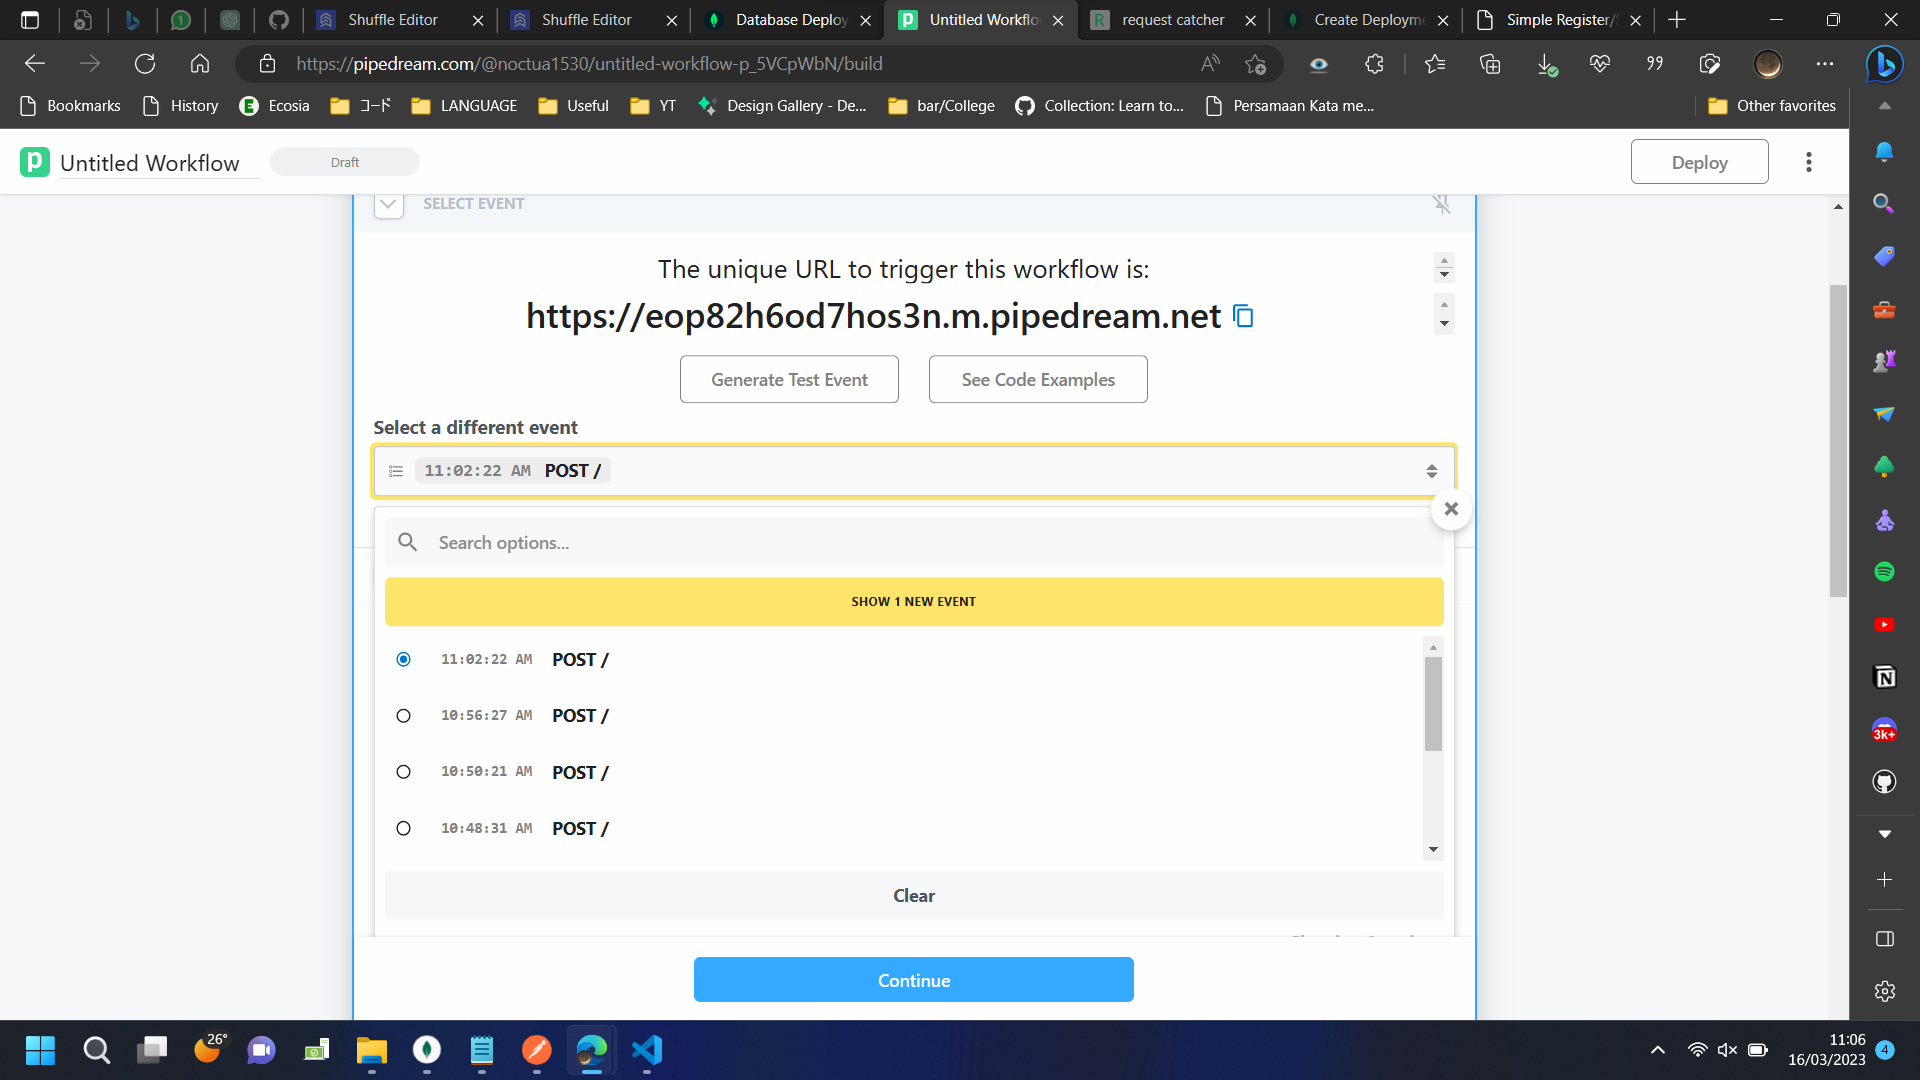 Shuffle Editor
Shuffle Editor
Database Deploy
Untitled Workflo
request catcher
Create Deployme
Simple Register/
https://pipedream.com/@noctua1530/untitled-workflow-p_5VCpWbN/build
Bookmarks
History
Ecosia
コード
LANGUAGE
Useful
YT
Design Gallery - De...
bar/College
Collection: Learn to...
Persamaan Kata me...
Other favorites
Untitled Workflow
Draft
Deploy
SELECT EVENT
The unique URL to trigger this workflow is:
https://eop82h6od7hos3n.m.pipedream.net
Generate Test Event
See Code Examples
Select a different event
11:02:22 AM POST /
Search options...
SHOW 1 NEW EVENT
11:02:22 AM POST /
10:56:27 AM POST /
10:50:21 AM POST /
10:48:31 AM POST /
Clear
Continue
3K+
26°
11:06
16/03/2023
4